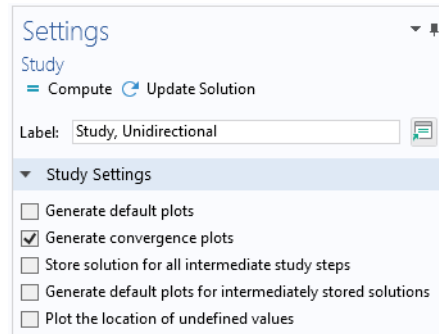 Settings
Study
= Compute Update Solution
Label: Study, Unidirectional
Study Settings
Generate default plots
Generate convergence plots
Store solution for all intermediate study steps
Generate default plots for intermediately stored solutions
Plot the location of undefined values